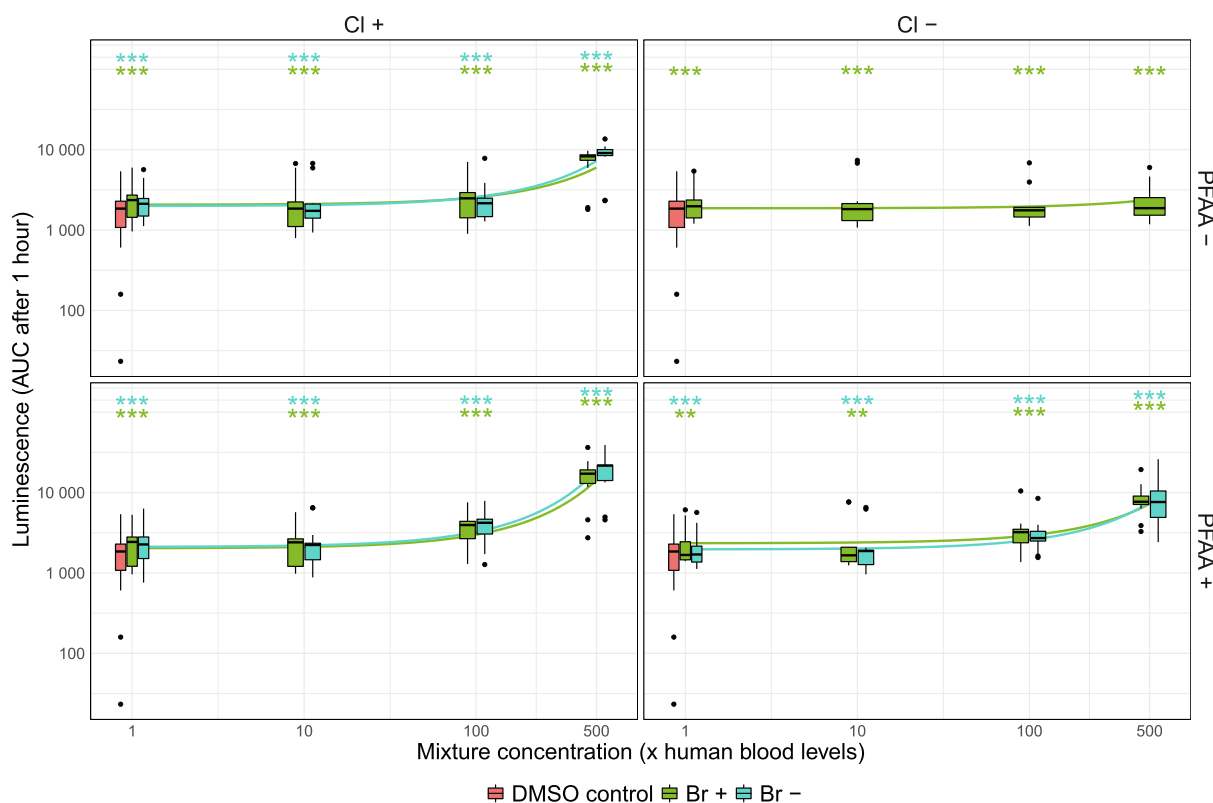 Cl +
Cl −
*** *** *** ***
*** *** *** ***
*** *** *** ***
10 000
1 000
100
PFAA −
*** *** *** ***
*** *** *** ***
*** *** *** ***
** ** *** ***
10 000
1 000
100
PFAA +
Luminescence (AUC after 1 hour)
1 10 100 500
1 10 100 500
Mixture concentration (x human blood levels)
DMSO control Br + Br −